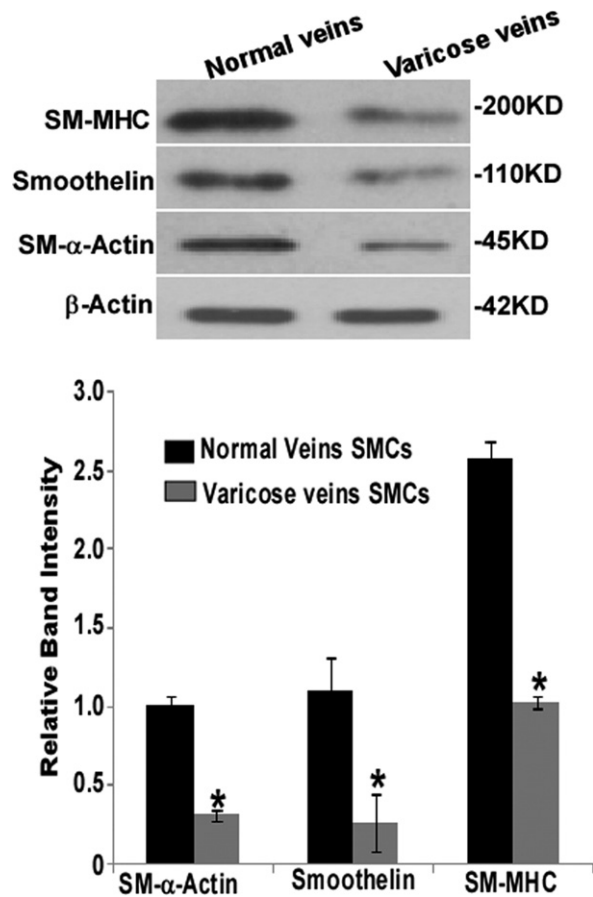 Normal veins
Varicose veins
SM-MHC
-200KD
Smoothelin
-110KD
SM-α-Actin
-45KD
β-Actin
-42KD
3.0
2.5
2.0
1.5
1.0
0.5
0
Relative Band Intensity
Normal Veins SMCs
Varicose veins SMCs
*
*
*
SM-α-Actin
Smoothelin
SM-MHC